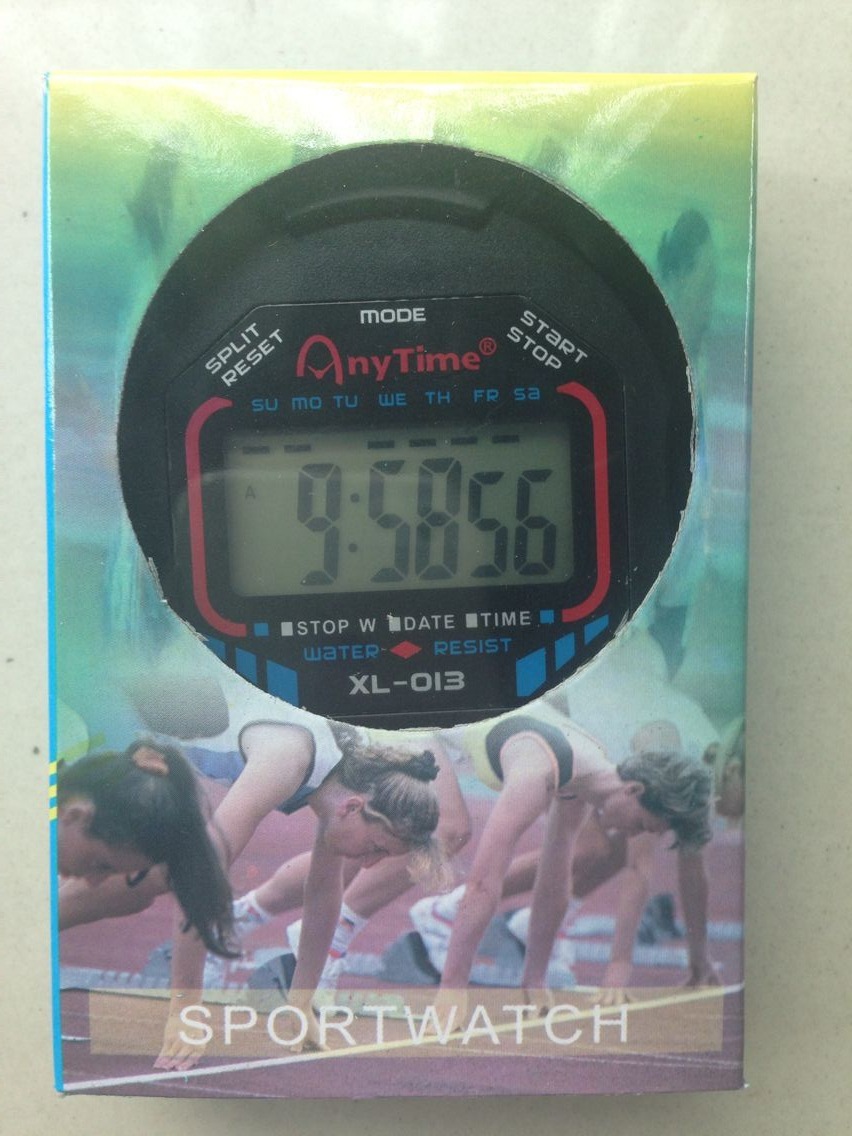 MODE
SPLIT
RESET
START
STOP
AnyTime®
SU MO TU WE TH FR Sa
A
9:5856
STOP W DATE TIME
WATER- RESIST
XL-013
SPORTWATCH